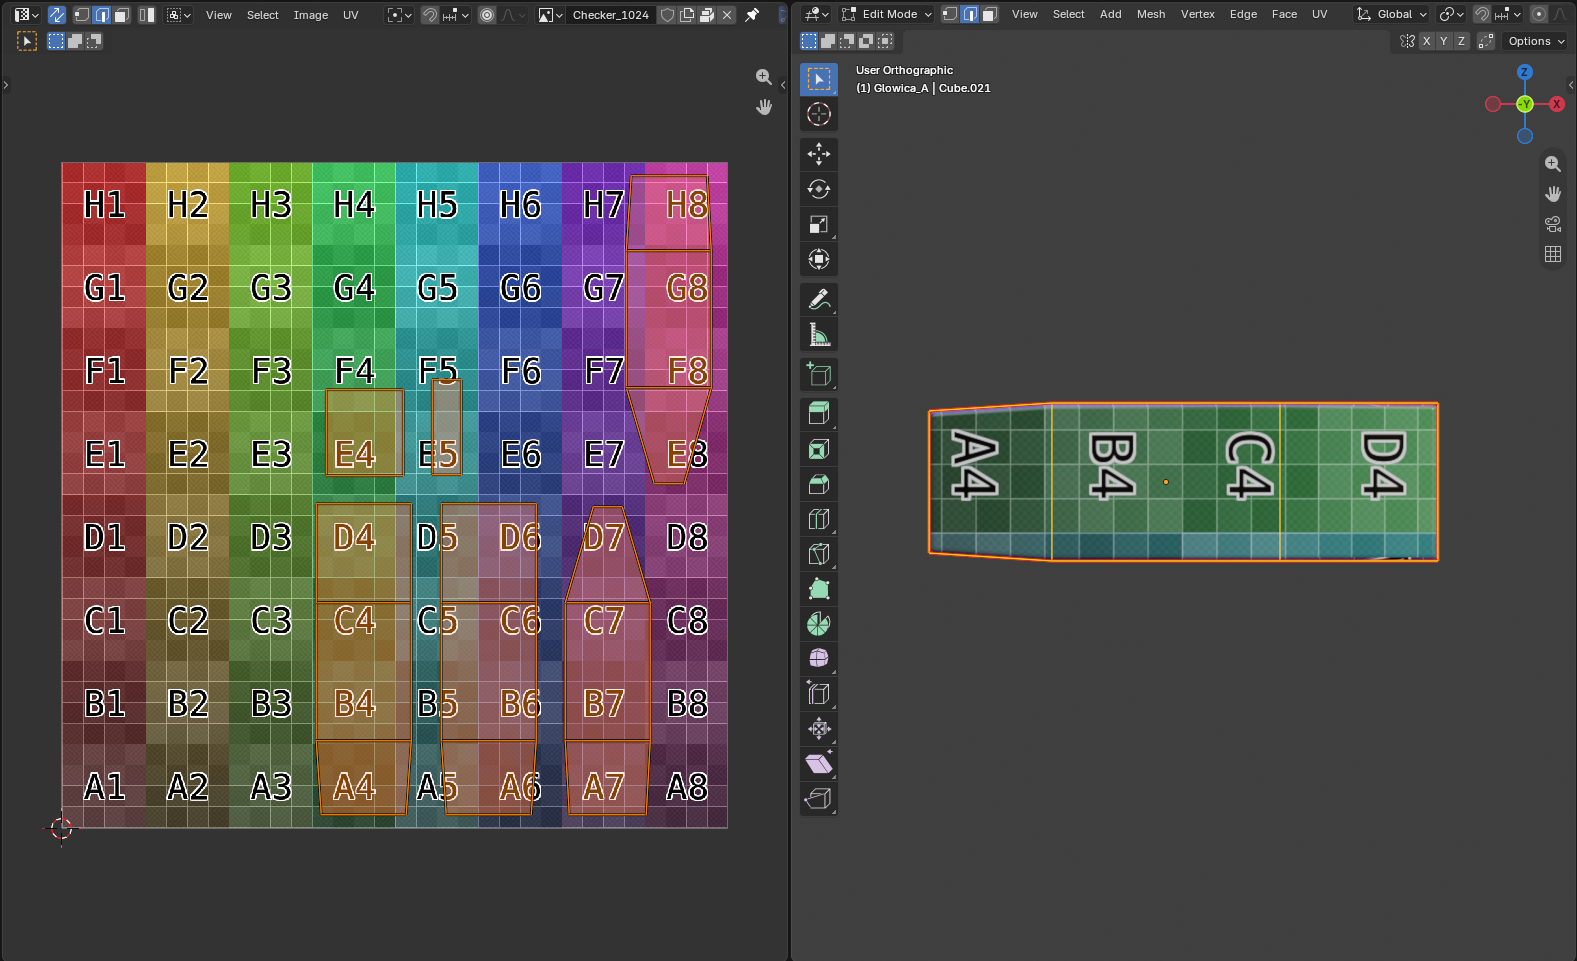 View Select Image UV Checker_1024
Edit Mode View Select Add Mesh Vertex Edge Face UV Global
X Y Z Options
User Orthographic
(1) Glowica_A | Cube.021
Z
-Y X
H1 H2 H3 H4 H5 H6 H7 H8
G1 G2 G3 G4 G5 G6 G7 G8
F1 F2 F3 F4 F5 F6 F7 F8
E1 E2 E3 E4 E5 E6 E7 E8
D1 D2 D3 D4 D5 D6 D7 D8
C1 C2 C3 C4 C5 C6 C7 C8
B1 B2 B3 B4 B5 B6 B7 B8
A1 A2 A3 A4 A5 A6 A7 A8
A4 B4 C4 D4